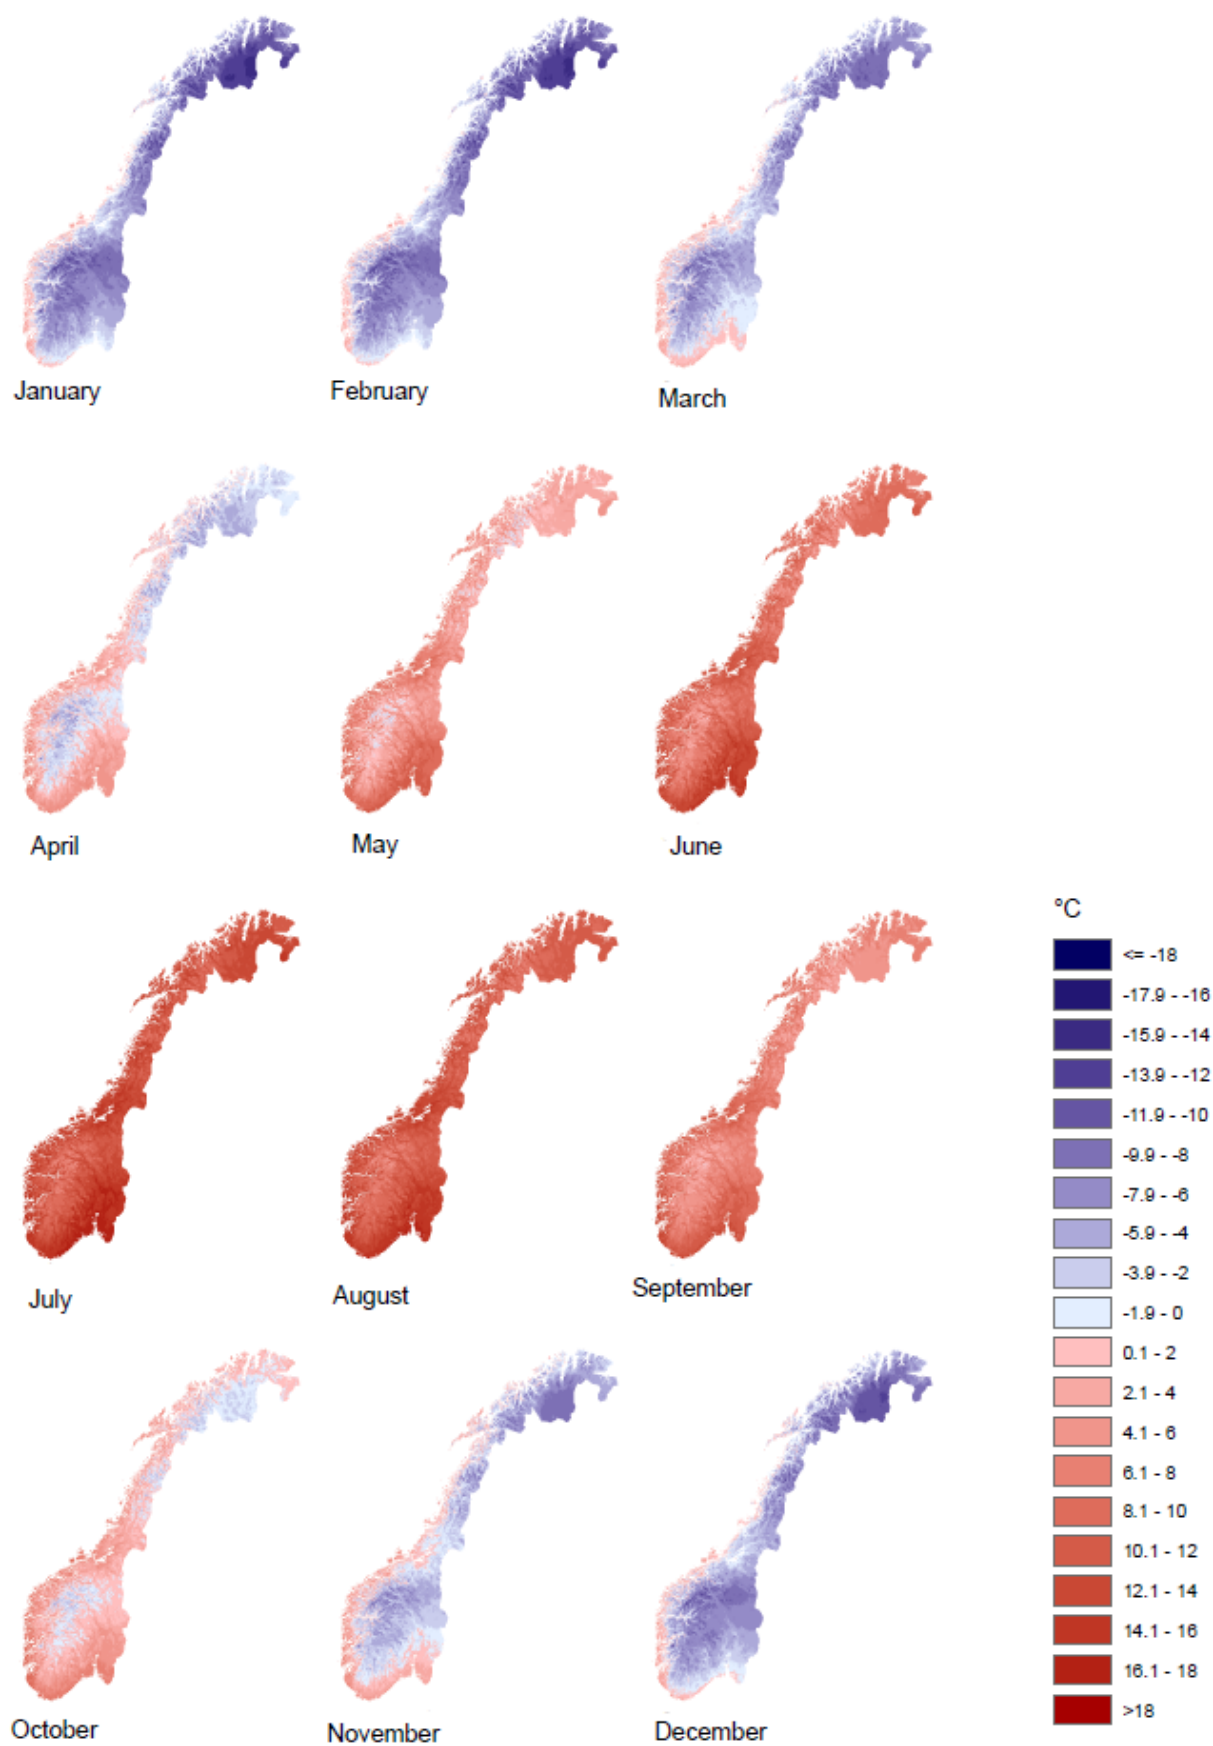 January
February
March
April
May
June
July
August
September
October
November
December
°C
<= -18
-17.9 - -16
-15.9 - -14
-13.9 - -12
-11.9 - -10
-9.9 - -8
-7.9 - -6
-5.9 - -4
-3.9 - -2
-1.9 - 0
0.1 - 2
2.1 - 4
4.1 - 6
6.1 - 8
8.1 - 10
10.1 - 12
12.1 - 14
14.1 - 16
16.1 - 18
>18